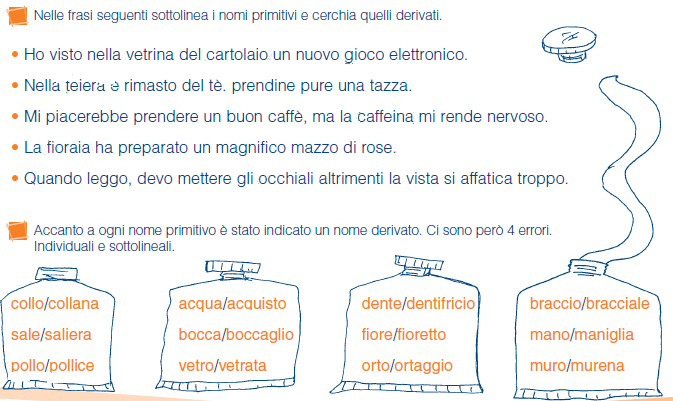 Nelle frasi seguenti sottolinea i nomi primitivi e cerchia quelli derivati.
• Ho visto nella vetrina del cartolaio un nuovo gioco elettronico.
• Nella teiera è rimasto del tè. prendine pure una tazza.
• Mi piacerebbe prendere un buon caffè, ma la caffeina mi rende nervoso.
• La fioraia ha preparato un magnifico mazzo di rose.
• Quando leggo, devo mettere gli occhiali altrimenti la vista si affatica troppo.
Accanto a ogni nome primitivo è stato indicato un nome derivato. Ci sono però 4 errori.
Individuali e sottolineali.
collo/collana
sale/saliera
pollo/pollice
acqua/acquisto
bocca/boccaglio
vetro/vetrata
dente/dentifricio
fiore/fioretto
orto/ortaggio
braccio/bracciale
mano/maniglia
muro/murena